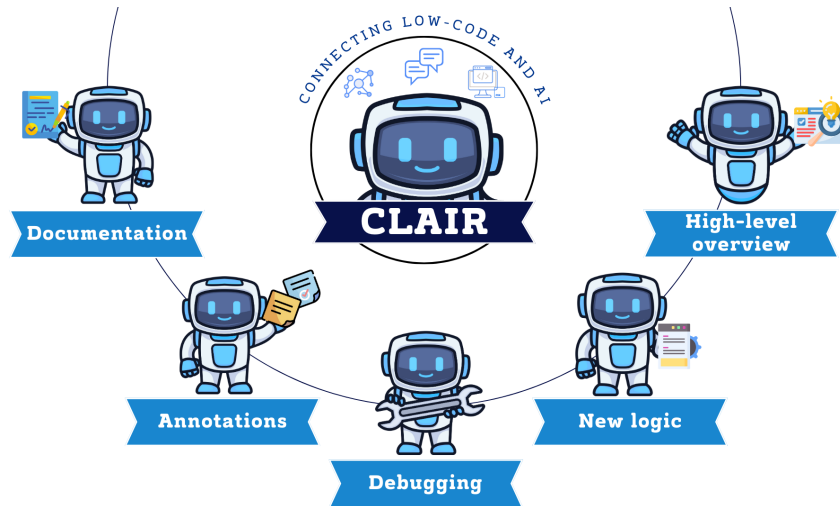 CONNECTING LOW-CODE AND AI
CLAIR
Documentation
High-level
overview
Annotations
New logic
Debugging